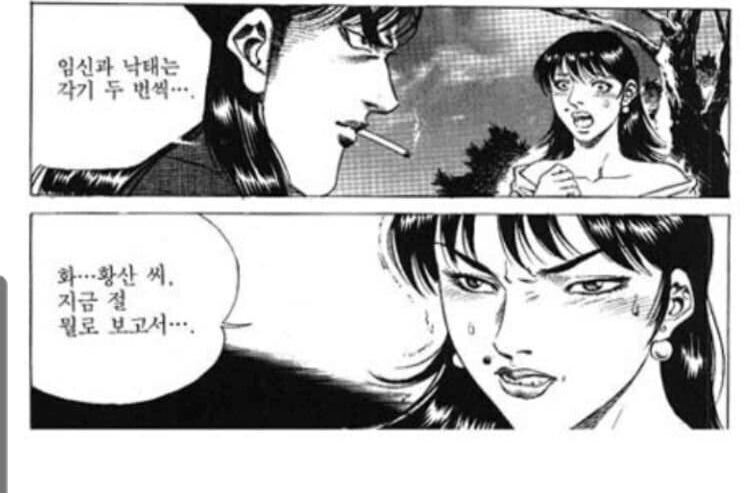 임신과 낙태는
각기 두 번씩….
화…황산 씨,
지금 절
뭘로 보고서….